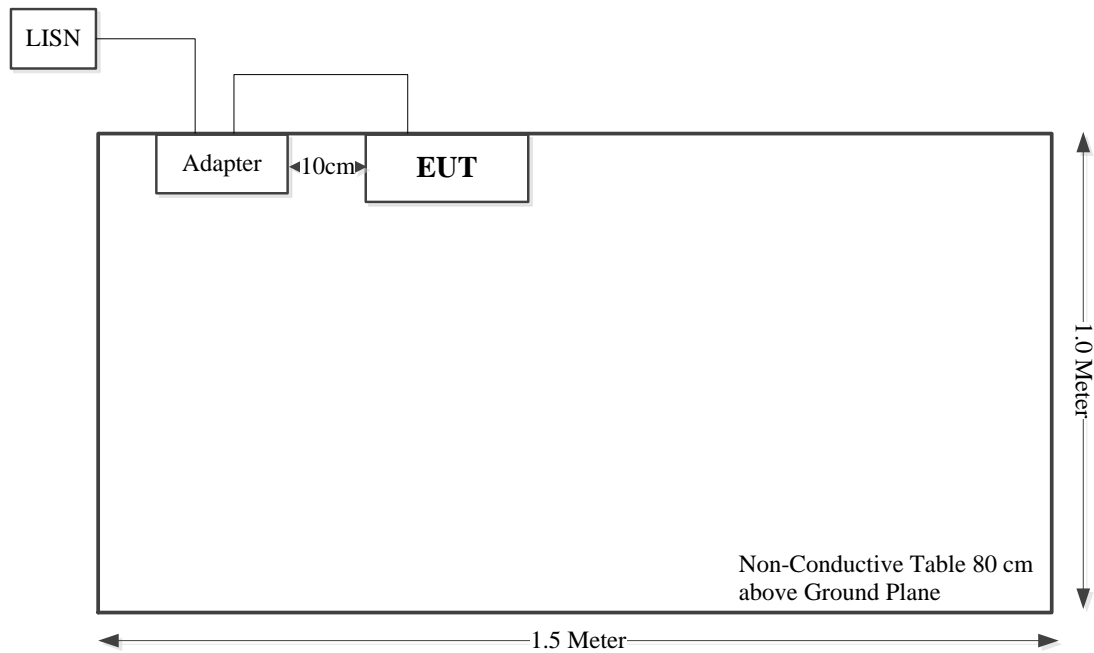 LISN
Adapter
10cm
EUT
1.0 Meter
Non-Conductive Table 80 cm
above Ground Plane
1.5 Meter